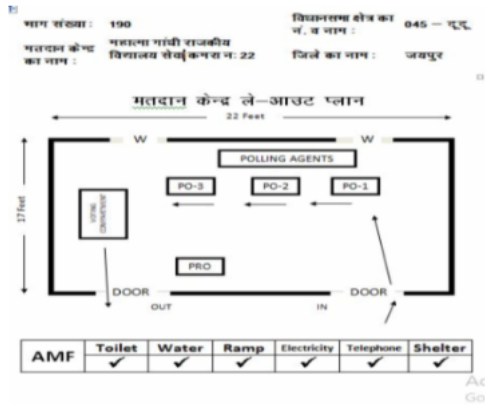 भाग संख्या : 190
विधानसभा क्षेत्र का नं. व नाम : 045 – दूदू
मतदान केन्द्र का नाम : महात्मा गांधी राजकीय विद्यालय सेवा कमरा न: 22
जिले का नाम : जयपुर
मतदान केन्द्र ले–आउट प्लान
22 Feet
W W
POLLING AGENTS
PO-3 PO-2 PO-1
17 Feet
VOTING COMPARTMENT
PRO
DOOR DOOR
OUT IN
AMF Toilet Water Ramp Electricity Telephone Shelter
✓ ✓ ✓ ✓ ✓ ✓